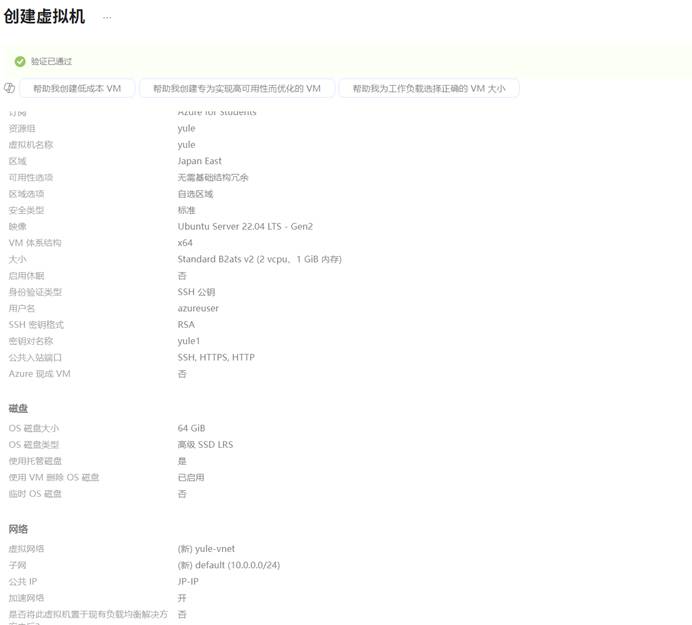 创建虚拟机 ...
验证已通过
帮助我创建低成本 VM 帮助我创建专为实现高可用性而优化的 VM 帮助我为工作负载选择正确的 VM 大小
订阅 Azure for Students
资源组 yule
虚拟机名称 yule
区域 Japan East
可用性选项 无需基础结构冗余
区域选项 自选区域
安全类型 标准
映像 Ubuntu Server 22.04 LTS - Gen2
VM 体系结构 x64
大小 Standard B2ats v2 (2 vcpu、1 GiB 内存)
启用休眠 否
身份验证类型 SSH 公钥
用户名 azureuser
SSH 密钥格式 RSA
密钥对名称 yule1
公共入站端口 SSH, HTTPS, HTTP
Azure 现成 VM 否
磁盘
OS 磁盘大小 64 GiB
OS 磁盘类型 高级 SSD LRS
使用托管磁盘 是
使用 VM 删除 OS 磁盘 已启用
临时 OS 磁盘 否
网络
虚拟网络 (新) yule-vnet
子网 (新) default (10.0.0.0/24)
公共 IP JP-IP
加速网络 开
是否将此虚拟机置于现有负载均衡解决方 否